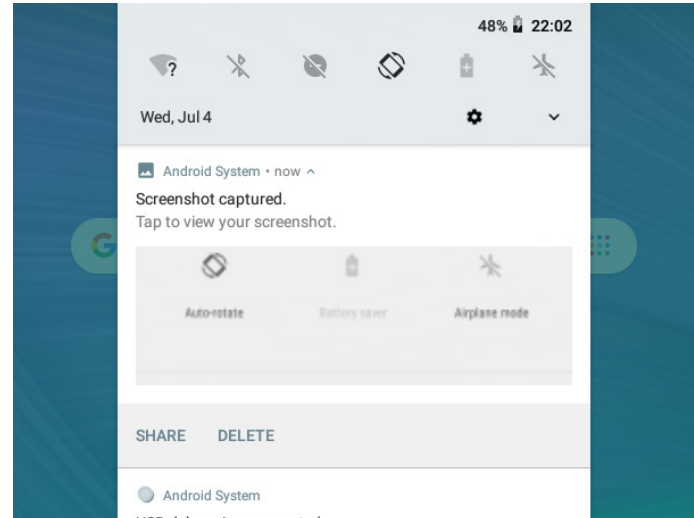 48% 22:02
?
Wed, Jul 4
Android System • now
Screenshot captured.
Tap to view your screenshot.
Auto-rotate Battery saver Airplane mode
SHARE DELETE
Android System
G